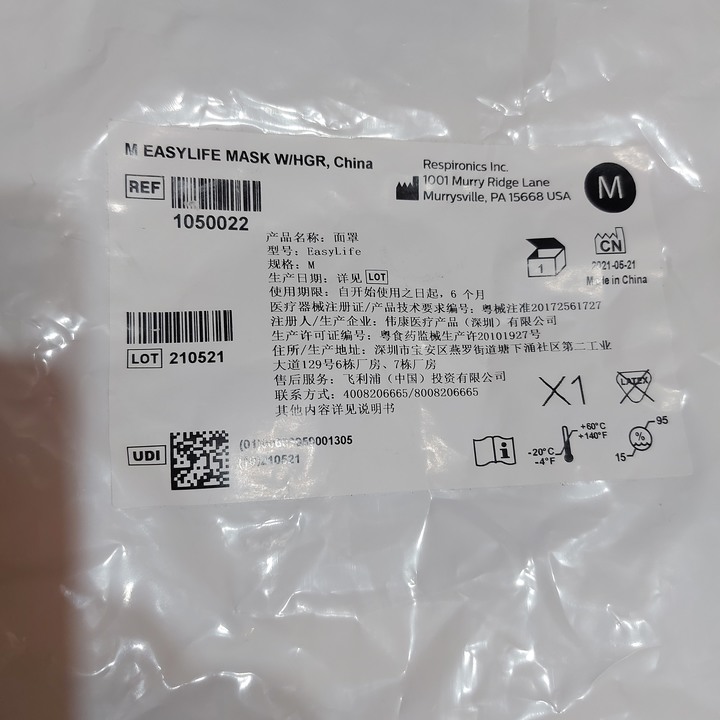 M EASYLIFE MASK W/HGR, China
REF
1050022
Respironics Inc.
1001 Murry Ridge Lane
Murrysville, PA 15668 USA
M
产品名称：面罩
型号：EasyLife
规格：M
生产日期：详见 LOT
使用期限：自开始使用之日起，6 个月
医疗器械注册证/产品技术要求编号：粤械注准20172561727
注册人/生产企业：伟康医疗产品（深圳）有限公司
生产许可证编号：粤食药监械生产许20101927号
住所/生产地址：深圳市宝安区燕罗街道塘下涌社区第二工业
大道129号6栋厂房、7栋厂房
售后服务：飞利浦（中国）投资有限公司
联系方式：4008206665/8008206665
其他内容详见说明书
1
CN
2021-05-21
Made in China
LOT 210521
X1
LATEX
UDI
210521
-20°C
-4°F
+60°C
+140°F
95
%
15